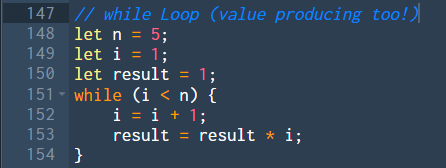 147 // while Loop (value producing too!)
148 let n = 5;
149 let i = 1;
150 let result = 1;
151 while (i < n) {
152     i = i + 1;
153     result = result * i;
154 }